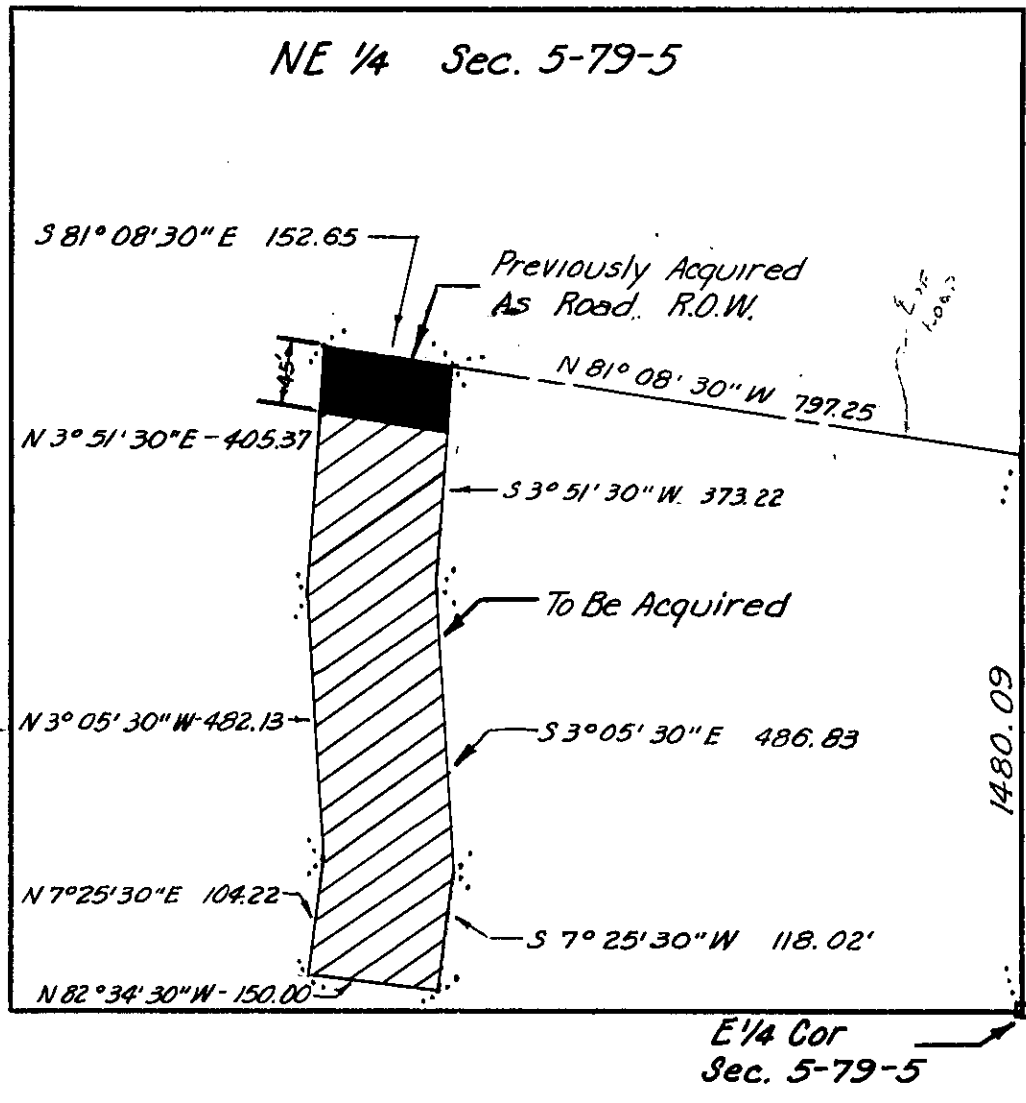 NE 1/4 Sec. 5-79-5
S 81° 08' 30" E 152.65
Previously Acquired
As Road. R.O.W.
N 81° 08' 30" W 797.25
45'
N 3° 51' 30" E - 405.37
S 3° 51' 30" W. 373.22
To Be Acquired
N 3° 05' 30" W - 482.13
S 3° 05' 30" E 486.83
1480.09
N 7° 25' 30" E 104.22
S 7° 25' 30" W 118.02'
N 82° 34' 30" W - 150.00
E 1/4 Cor
Sec. 5-79-5